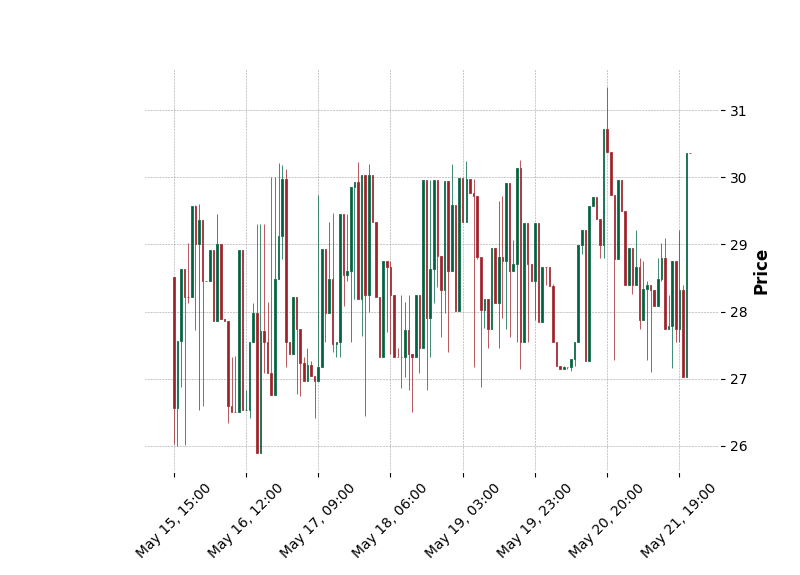 31
30
29
28
27
26
Price
May 15, 15:00
May 16, 12:00
May 17, 09:00
May 18, 06:00
May 19, 03:00
May 19, 23:00
May 20, 20:00
May 21, 19:00